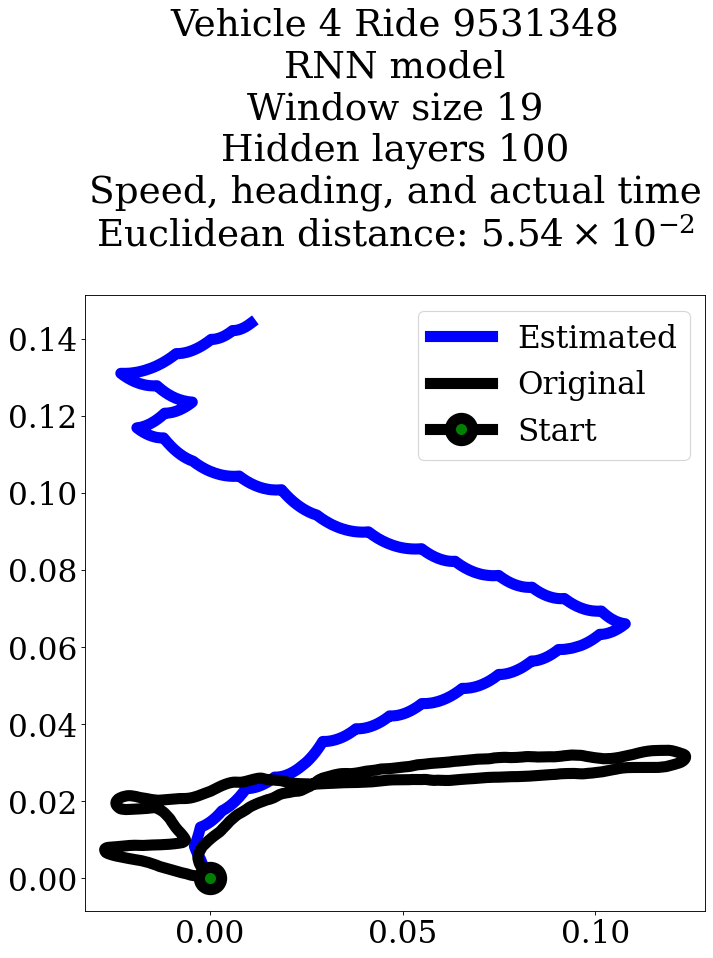 Vehicle 4 Ride 9531348
RNN model
Window size 19
Hidden layers 100
Speed, heading, and actual time
Euclidean distance: 5.54 × 10⁻²
Estimated
Original
Start
0.14
0.12
0.10
0.08
0.06
0.04
0.02
0.00
0.00 0.05 0.10